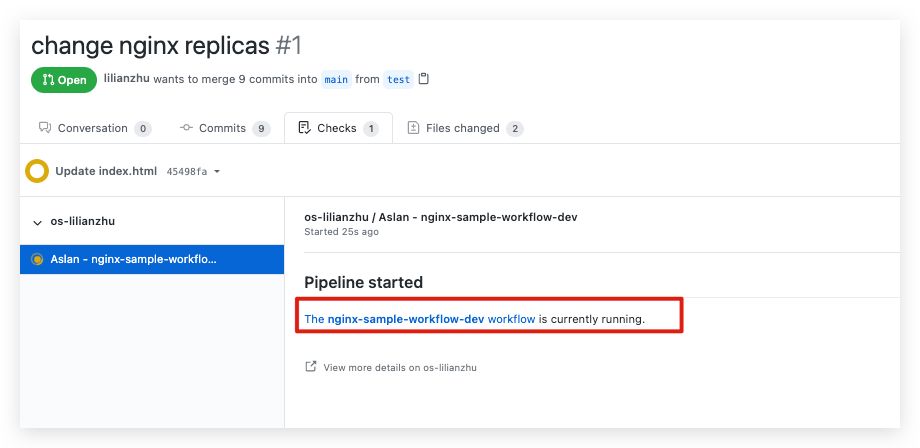 change nginx replicas #1
Open lilianzhu wants to merge 9 commits into main from test
Conversation 0 Commits 9 Checks 1 Files changed 2
Update index.html 45498fa
os-lilianzhu
Aslan - nginx-sample-workflo...
os-lilianzhu / Aslan - nginx-sample-workflow-dev
Started 25s ago
Pipeline started
The nginx-sample-workflow-dev workflow is currently running.
View more details on os-lilianzhu